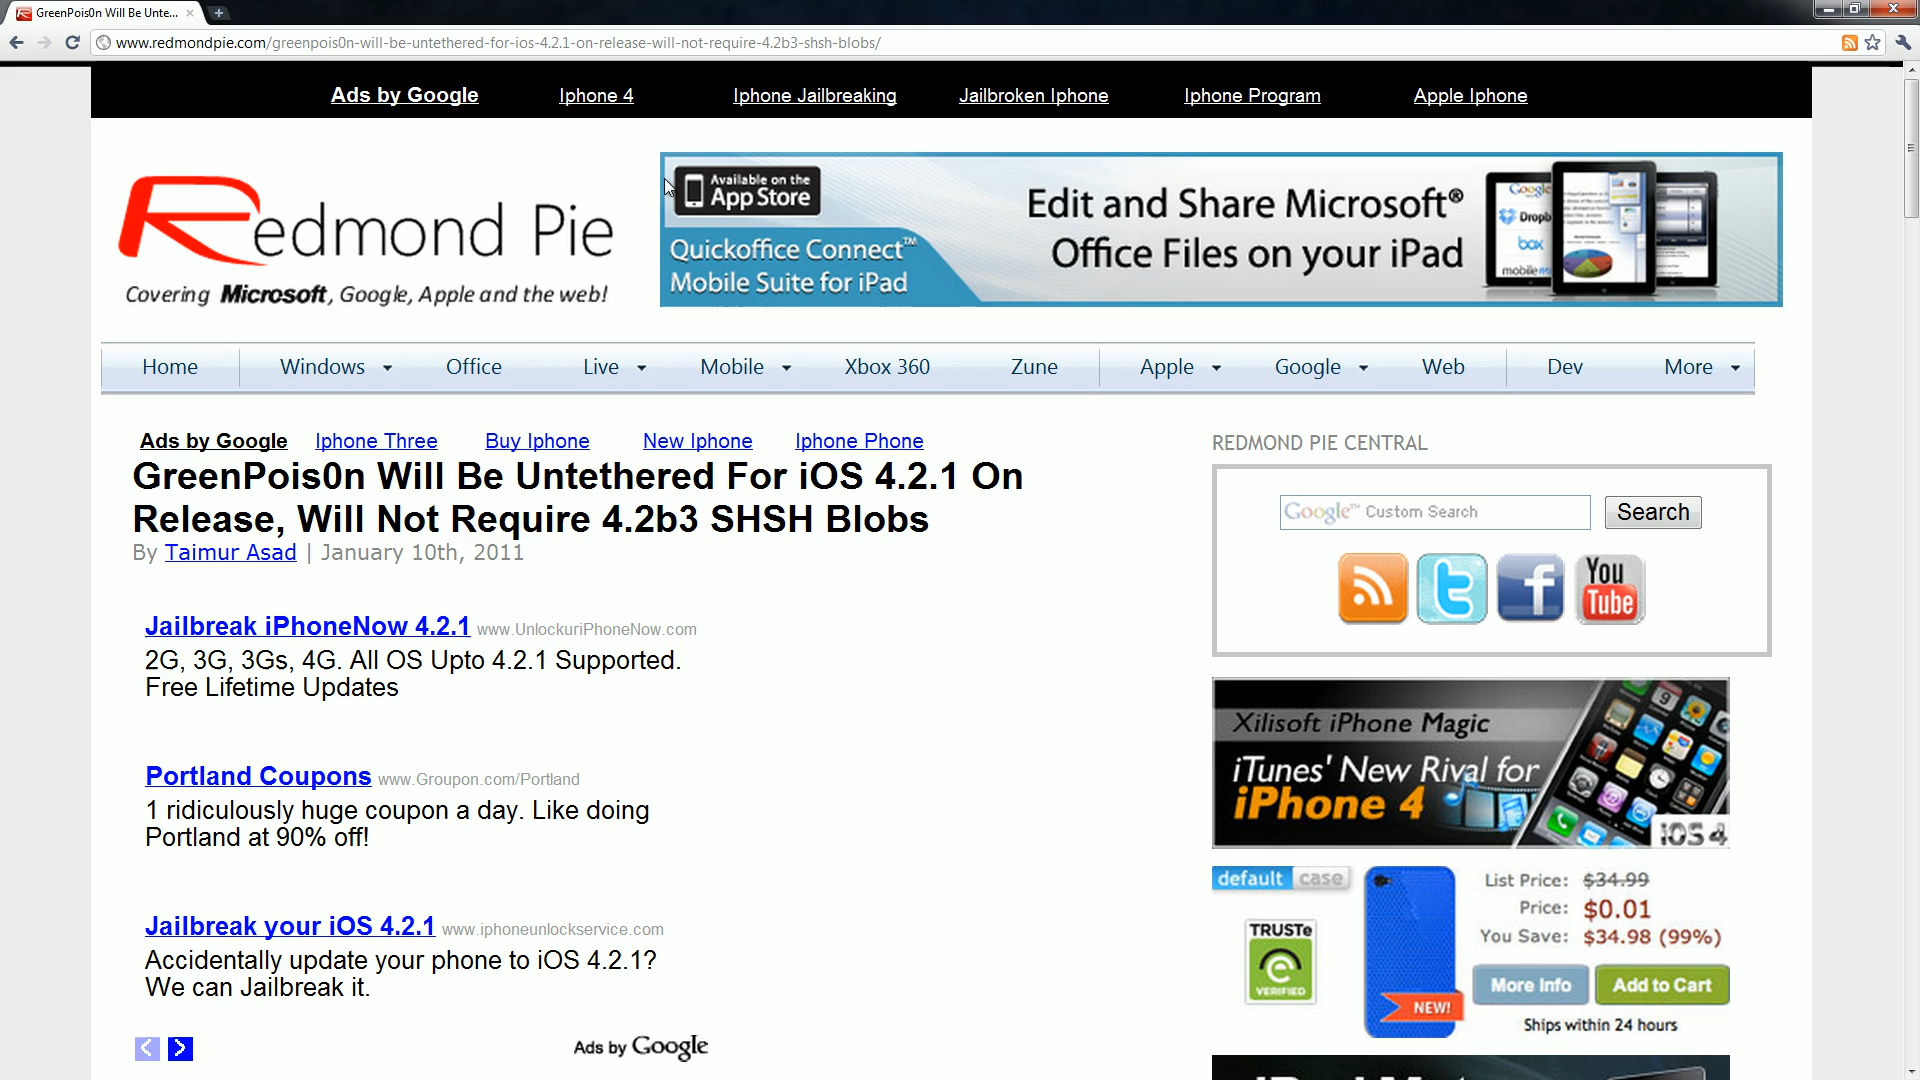 GreenPois0n Will Be Unte...
www.redmondpie.com/greenpois0n-will-be-untethered-for-ios-4.2.1-on-release-will-not-require-4.2b3-shsh-blobs/
Ads by Google Iphone 4 Iphone Jailbreaking Jailbroken Iphone Iphone Program Apple Iphone
Redmond Pie
Covering Microsoft, Google, Apple and the web!
Available on the
App Store
Quickoffice Connect™
Mobile Suite for iPad
Edit and Share Microsoft®
Office Files on your iPad
Google
Dropb
box
mobileM
Home Windows Office Live Mobile Xbox 360 Zune Apple Google Web Dev More
Ads by Google Iphone Three Buy Iphone New Iphone Iphone Phone
GreenPois0n Will Be Untethered For iOS 4.2.1 On
Release, Will Not Require 4.2b3 SHSH Blobs
By Taimur Asad | January 10th, 2011
Jailbreak iPhoneNow 4.2.1 www.UnlockuriPhoneNow.com
2G, 3G, 3Gs, 4G. All OS Upto 4.2.1 Supported.
Free Lifetime Updates
Portland Coupons www.Groupon.com/Portland
1 ridiculously huge coupon a day. Like doing
Portland at 90% off!
Jailbreak your iOS 4.2.1 www.iphoneunlockservice.com
Accidentally update your phone to iOS 4.2.1?
We can Jailbreak it.
Ads by Google
REDMOND PIE CENTRAL
Google™ Custom Search Search
You
Tube
Xilisoft iPhone Magic
iTunes' New Rival for
iPhone 4
iOS 4
default case
TRUSTe
VERIFIED
NEW!
List Price: $34.99
Price: $0.01
You Save: $34.98 (99%)
More Info Add to Cart
Ships within 24 hours